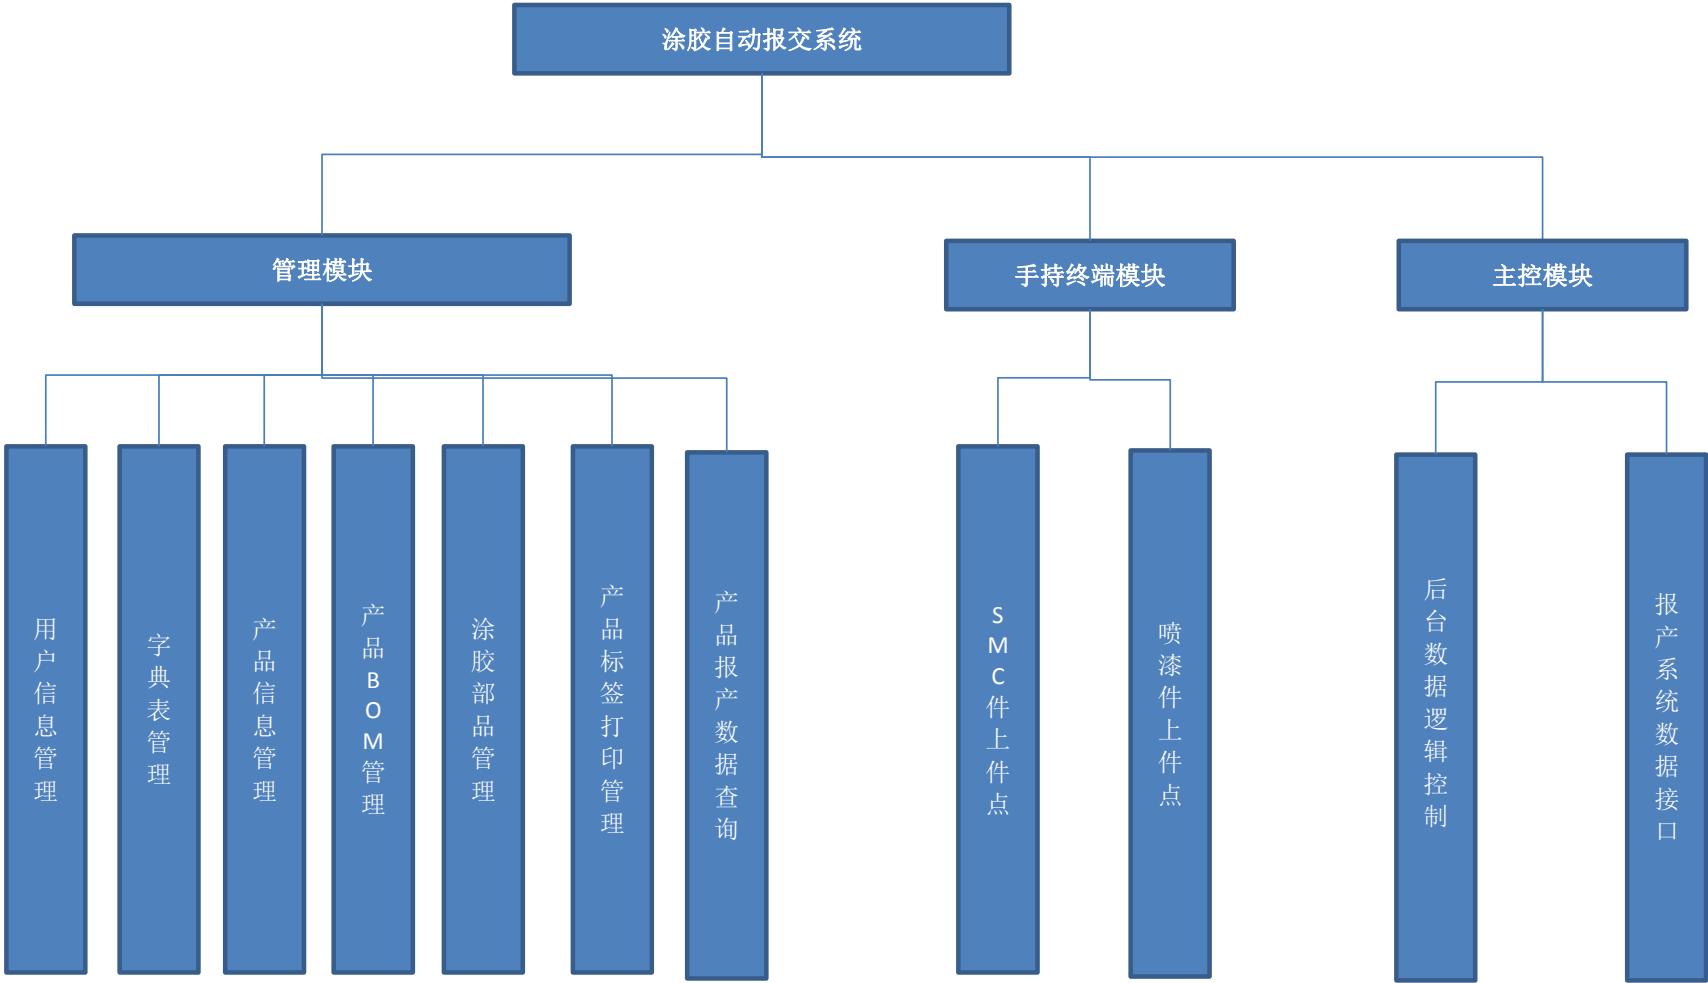 涂胶自动报交系统
管理模块
手持终端模块
主控模块
用户信息管理
字典表管理
产品信息管理
产品BOM管理
涂胶部品管理
产品标签打印管理
产品报产数据查询
SMC件上件点
喷漆件上件点
后台数据逻辑控制
报产系统数据接口